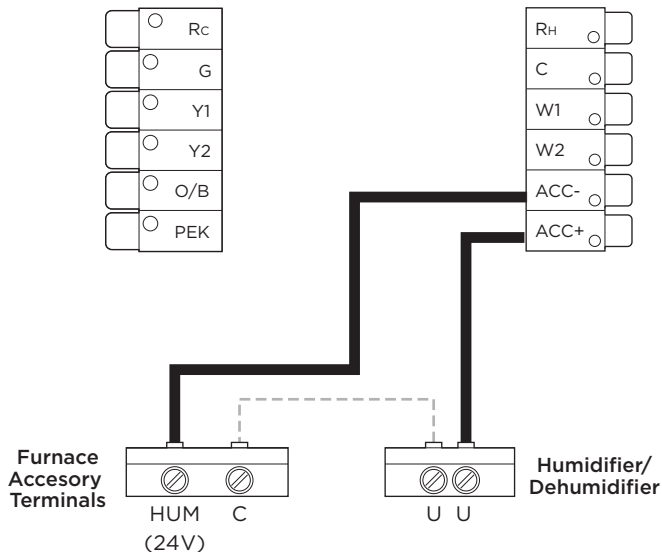 Rc
G
Y1
Y2
O/B
PEK
RH
C
W1
W2
ACC-
ACC+
Furnace
Accesory
Terminals
HUM
(24V)
C
U U
Humidifier/
Dehumidifier